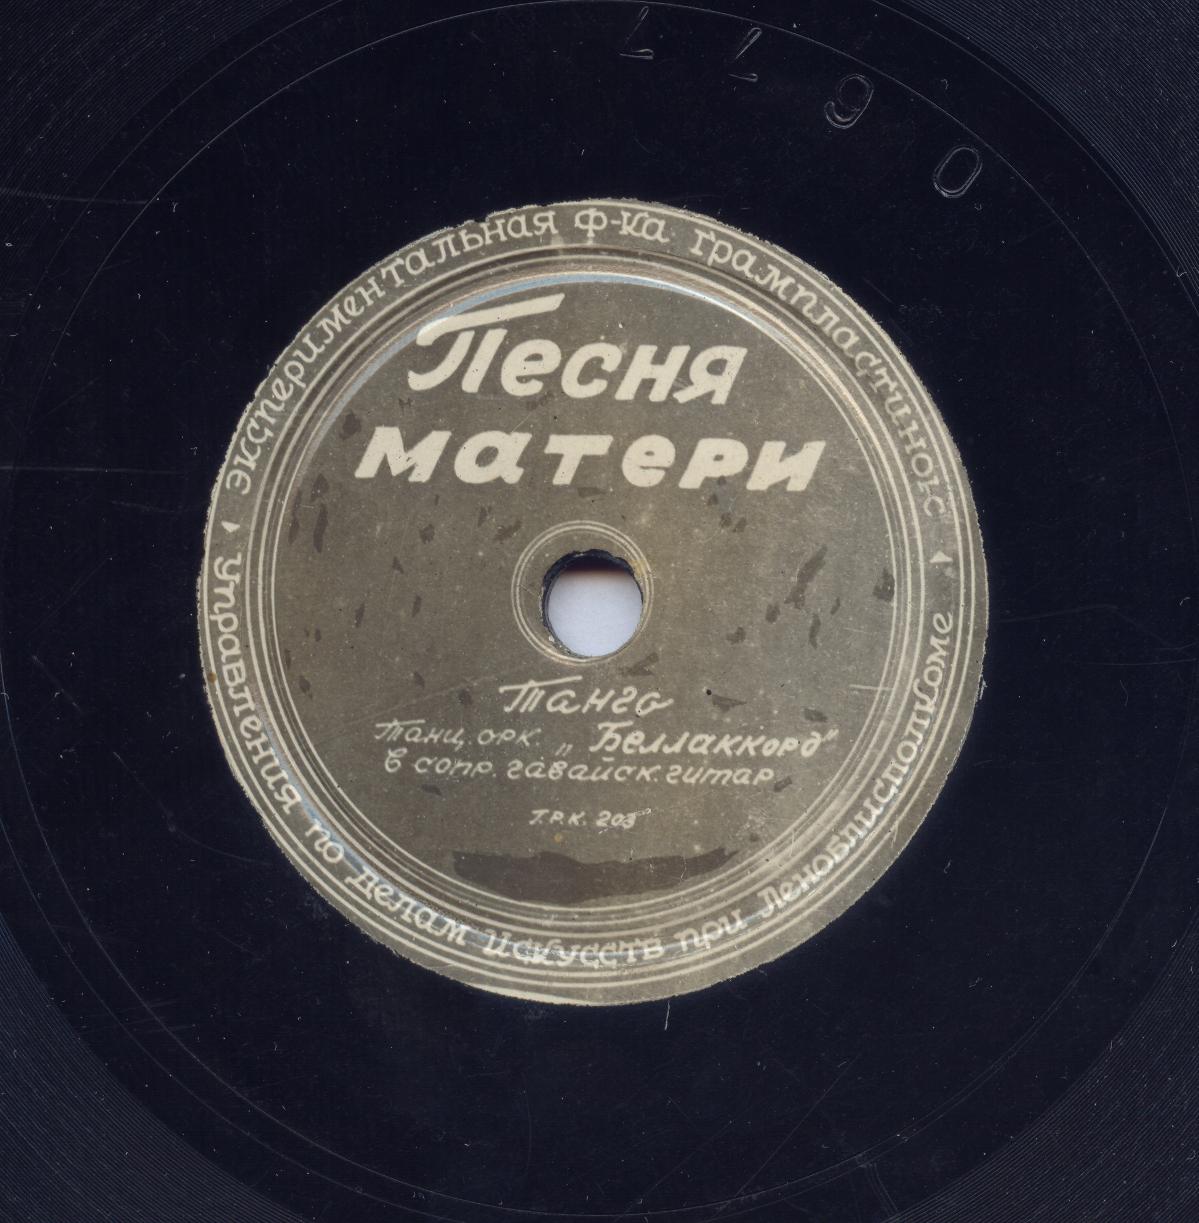 0677
Экспериментальная ф-ка грампластинок
Песня
матери
Танго
Танц. орк. „Беллаккорд"
в сопр. гавайск. гитар
Г.Р.К. 203
Управления по делам искусств при Леноблисполкоме